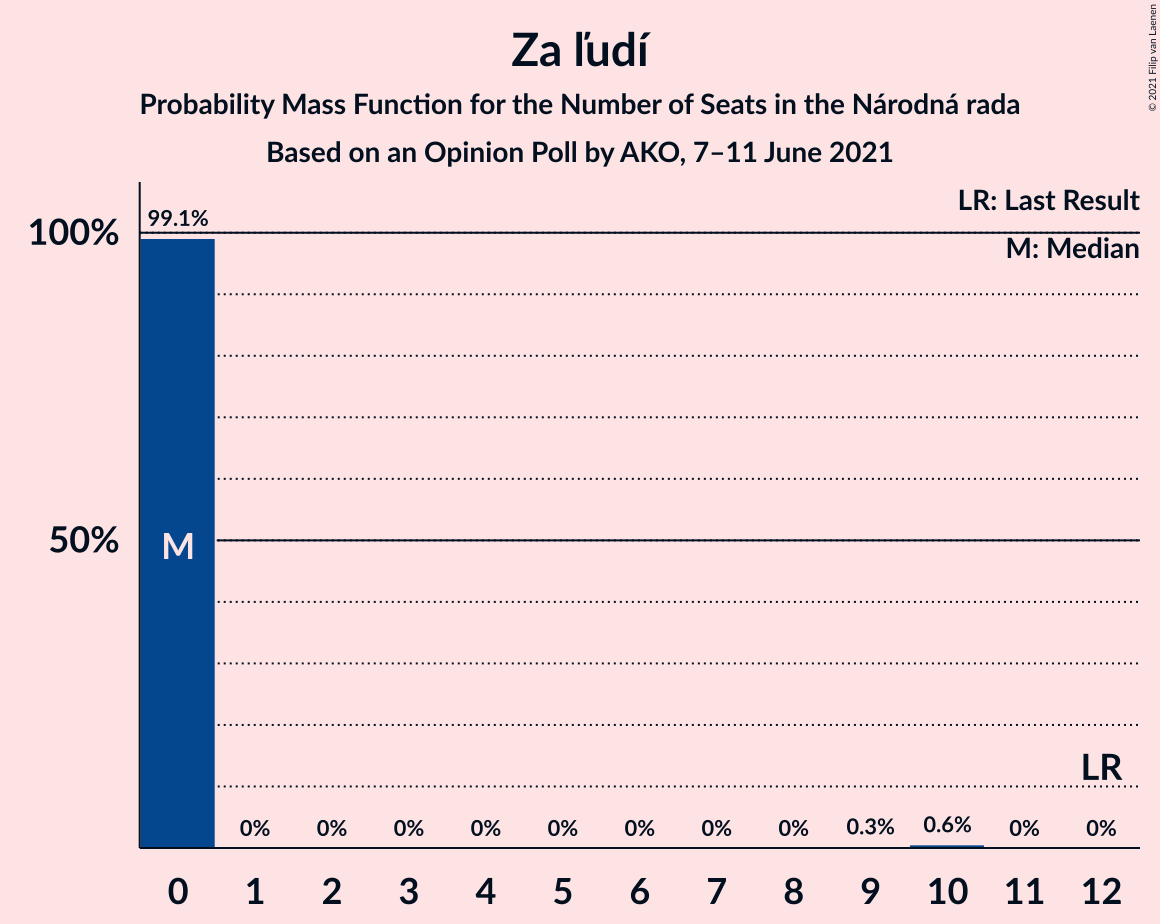 Za ľudí
Probability Mass Function for the Number of Seats in the Národná rada
Based on an Opinion Poll by AKO, 7–11 June 2021
© 2021 Filip van Laenen
LR: Last Result
M: Median
99.1%
100%
50%
M
LR
0% 0% 0% 0% 0% 0% 0% 0% 0.3% 0.6% 0% 0%
0 1 2 3 4 5 6 7 8 9 10 11 12